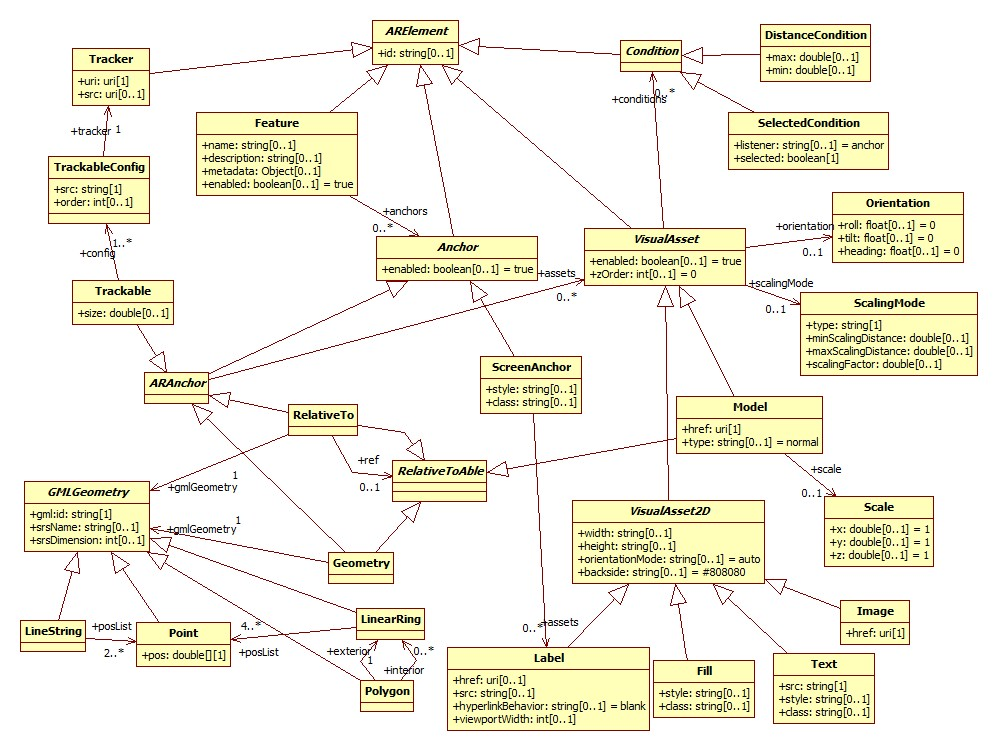 ARElement
+id: string[0..1]
Tracker
+uri: uri[1]
+src: uri[0..1]
Condition
DistanceCondition
+max: double[0..1]
+min: double[0..1]
+conditions
0..*
+tracker
1
Feature
+name: string[0..1]
+description: string[0..1]
+metadata: Object[0..1]
+enabled: boolean[0..1] = true
SelectedCondition
+listener: string[0..1] = anchor
+selected: boolean[1]
TrackableConfig
+src: string[1]
+order: int[0..1]
+anchors
0..*
Orientation
+roll: float[0..1] = 0
+tilt: float[0..1] = 0
+heading: float[0..1] = 0
+orientation
0..1
1..*
+config
Anchor
+enabled: boolean[0..1] = true
VisualAsset
+enabled: boolean[0..1] = true
+zOrder: int[0..1] = 0
+assets
0..*
+scalingMode
0..1
Trackable
+size: double[0..1]
ScalingMode
+type: string[1]
+minScalingDistance: double[0..1]
+maxScalingDistance: double[0..1]
+scalingFactor: double[0..1]
ARAnchor
ScreenAnchor
+style: string[0..1]
+class: string[0..1]
RelativeTo
Model
+href: uri[1]
+type: string[0..1] = normal
+ref
0..1
RelativeToAble
1
+gmlGeometry
+scale
0..1
GMLGeometry
+gml:id: string[1]
+srsName: string[0..1]
+srsDimension: int[0..1]
1
+gmlGeometry
Scale
+x: double[0..1] = 1
+y: double[0..1] = 1
+z: double[0..1] = 1
VisualAsset2D
+width: string[0..1]
+height: string[0..1]
+orientationMode: string[0..1] = auto
+backside: string[0..1] = #808080
Geometry
Image
+href: uri[1]
LineString
+posList
2..*
Point
+pos: double[][1]
4..*
+posList
LinearRing
+exterior
1
0..*
+interior
Polygon
0..*
+assets
Label
+href: uri[0..1]
+src: string[0..1]
+hyperlinkBehavior: string[0..1] = blank
+viewportWidth: int[0..1]
Fill
+style: string[0..1]
+class: string[0..1]
Text
+src: string[1]
+style: string[0..1]
+class: string[0..1]